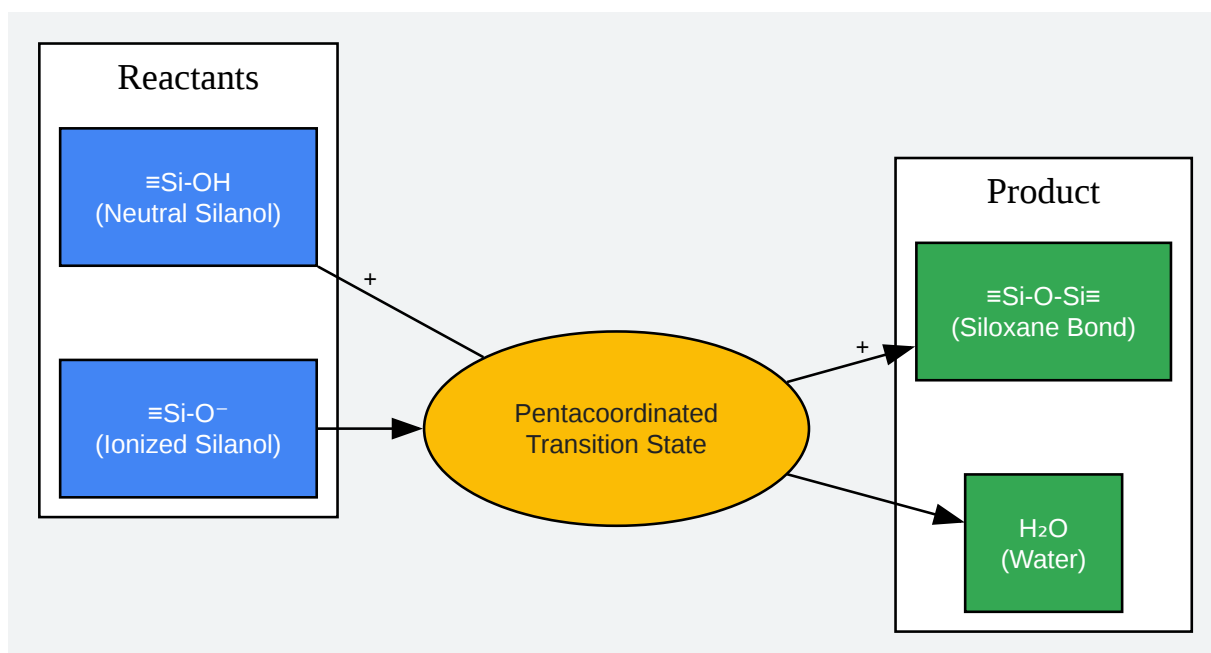 Reactants
≡Si-OH
(Neutral Silanol)
+
≡Si-O⁻
(Ionized Silanol)
Pentacoordinated
Transition State
Product
+
≡Si-O-Si≡
(Siloxane Bond)
H₂O
(Water)